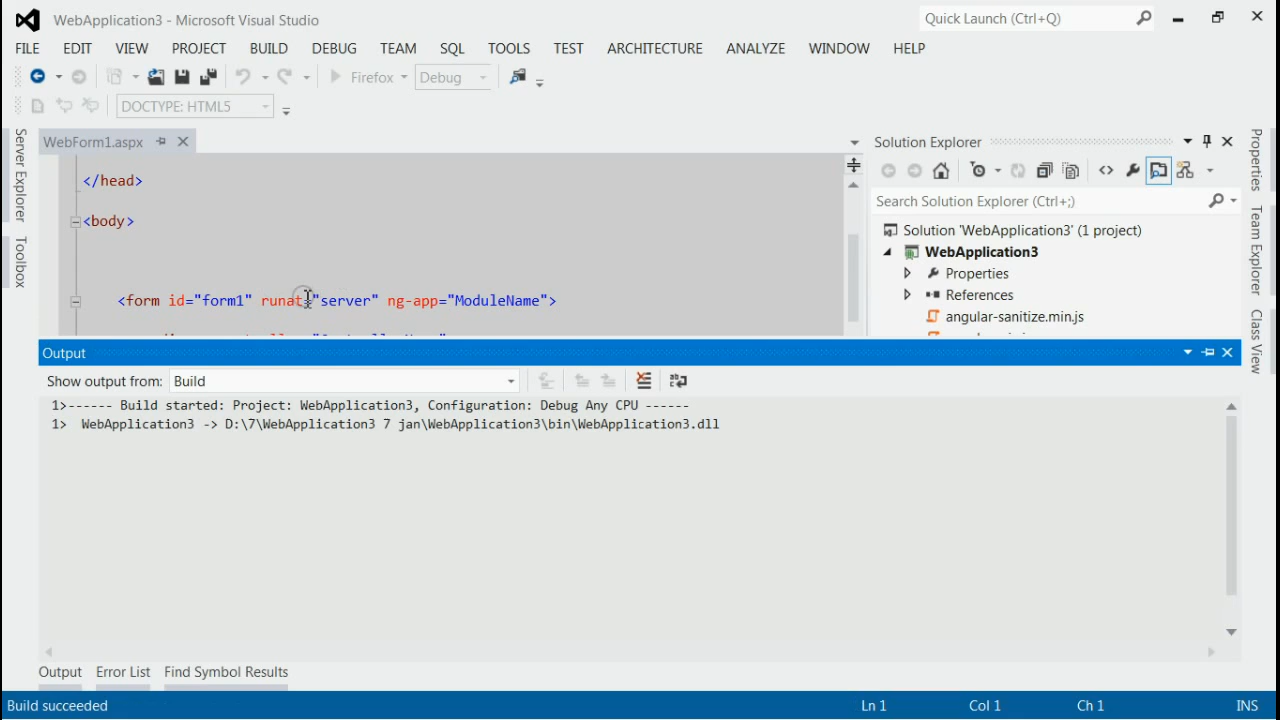 WebApplication3 - Microsoft Visual Studio
Quick Launch (Ctrl+Q)
FILE EDIT VIEW PROJECT BUILD DEBUG TEAM SQL TOOLS TEST ARCHITECTURE ANALYZE WINDOW HELP
Firefox Debug
DOCTYPE: HTML5
Server Explorer
Toolbox
WebForm1.aspx
</head>
<body>
<form id="form1" runat="server" ng-app="ModuleName">
Solution Explorer
Search Solution Explorer (Ctrl+;)
Solution 'WebApplication3' (1 project)
WebApplication3
Properties
References
angular-sanitize.min.js
Properties
Team Explorer
Class View
Output
Show output from: Build
1>------ Build started: Project: WebApplication3, Configuration: Debug Any CPU ------
1>  WebApplication3 -> D:\7\WebApplication3 7 jan\WebApplication3\bin\WebApplication3.dll
Output Error List Find Symbol Results
Build succeeded Ln 1 Col 1 Ch 1 INS